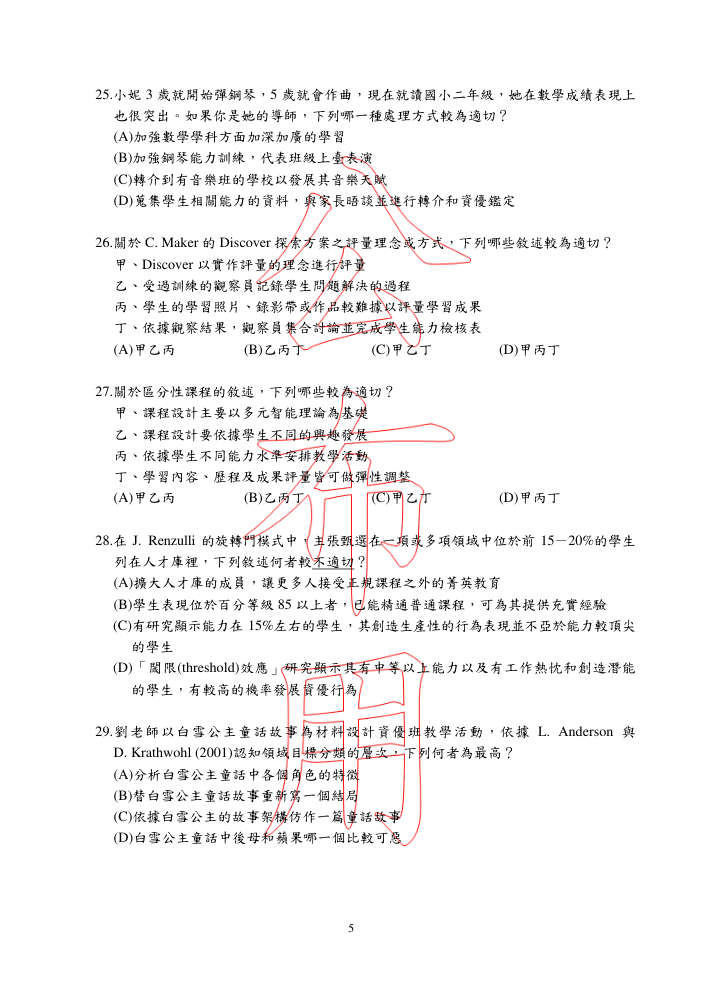 25.小妮 3 歲就開始彈鋼琴，5 歲就會作曲，現在就讀國小二年級，她在數學成績表現上
也很突出。如果你是她的導師，下列哪一種處理方式較為適切？
(A)加強數學學科方面加深加廣的學習
(B)加強鋼琴能力訓練，代表班級上臺表演
(C)轉介到有音樂班的學校以發展其音樂天賦
(D)蒐集學生相關能力的資料，與家長晤談並進行轉介和資優鑑定
26.關於 C. Maker 的 Discover 探索方案之評量理念或方式，下列哪些敘述較為適切？
甲、Discover 以實作評量的理念進行評量
乙、受過訓練的觀察員記錄學生問題解決的過程
丙、學生的學習照片、錄影帶或作品較難據以評量學習成果
丁、依據觀察結果，觀察員集合討論並完成學生能力檢核表
(A)甲乙丙 (B)乙丙丁 (C)甲乙丁 (D)甲丙丁
27.關於區分性課程的敘述，下列哪些較為適切？
甲、課程設計主要以多元智能理論為基礎
乙、課程設計要依據學生不同的興趣發展
丙、依據學生不同能力水準安排教學活動
丁、學習內容、歷程及成果評量皆可做彈性調整
(A)甲乙丙 (B)乙丙丁 (C)甲乙丁 (D)甲丙丁
28.在 J. Renzulli 的旋轉門模式中，主張甄選在一項或多項領域中位於前 15－20%的學生
列在人才庫裡，下列敘述何者較不適切？
(A)擴大人才庫的成員，讓更多人接受正規課程之外的菁英教育
(B)學生表現位於百分等級 85 以上者，已能精通普通課程，可為其提供充實經驗
(C)有研究顯示能力在 15%左右的學生，其創造生產性的行為表現並不亞於能力較頂尖
的學生
(D)「閾限(threshold)效應」研究顯示具有中等以上能力以及有工作熱忱和創造潛能
的學生，有較高的機率發展資優行為
29.劉老師以白雪公主童話故事為材料設計資優班教學活動，依據 L. Anderson 與
D. Krathwohl (2001)認知領域目標分類的層次，下列何者為最高？
(A)分析白雪公主童話中各個角色的特徵
(B)替白雪公主童話故事重新寫一個結局
(C)依據白雪公主的故事架構仿作一篇童話故事
(D)白雪公主童話中後母和蘋果哪一個比較可惡
公布用
5